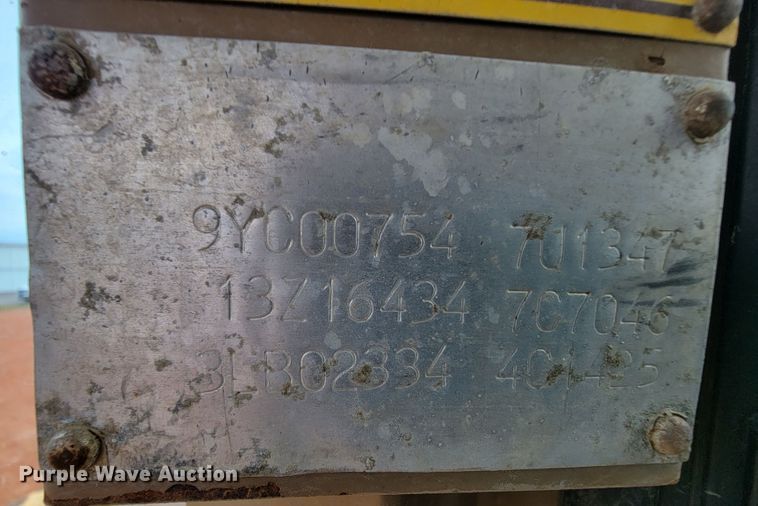 9YC00754 7U1347
13Z16434 7C7046
3LB02334 4C1425
Purple Wave Auction